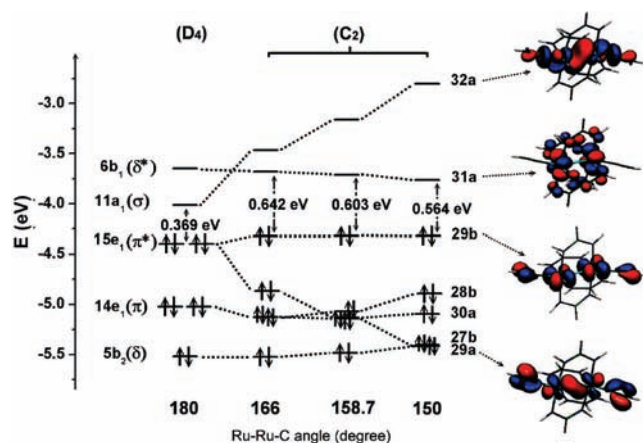 (D₄) (C₂)
32a
-3.0
-3.5
6b₁(δ*)
31a
11a₁(σ)
-4.0
0.369 eV 0.642 eV 0.603 eV 0.564 eV
E (eV)
15e₁(π*)
-4.5
29b
28b
14e₁(π)
-5.0
30a
27b
5b₂(δ)
-5.5
29a
180 166 158.7 150
Ru-Ru-C angle (degree)